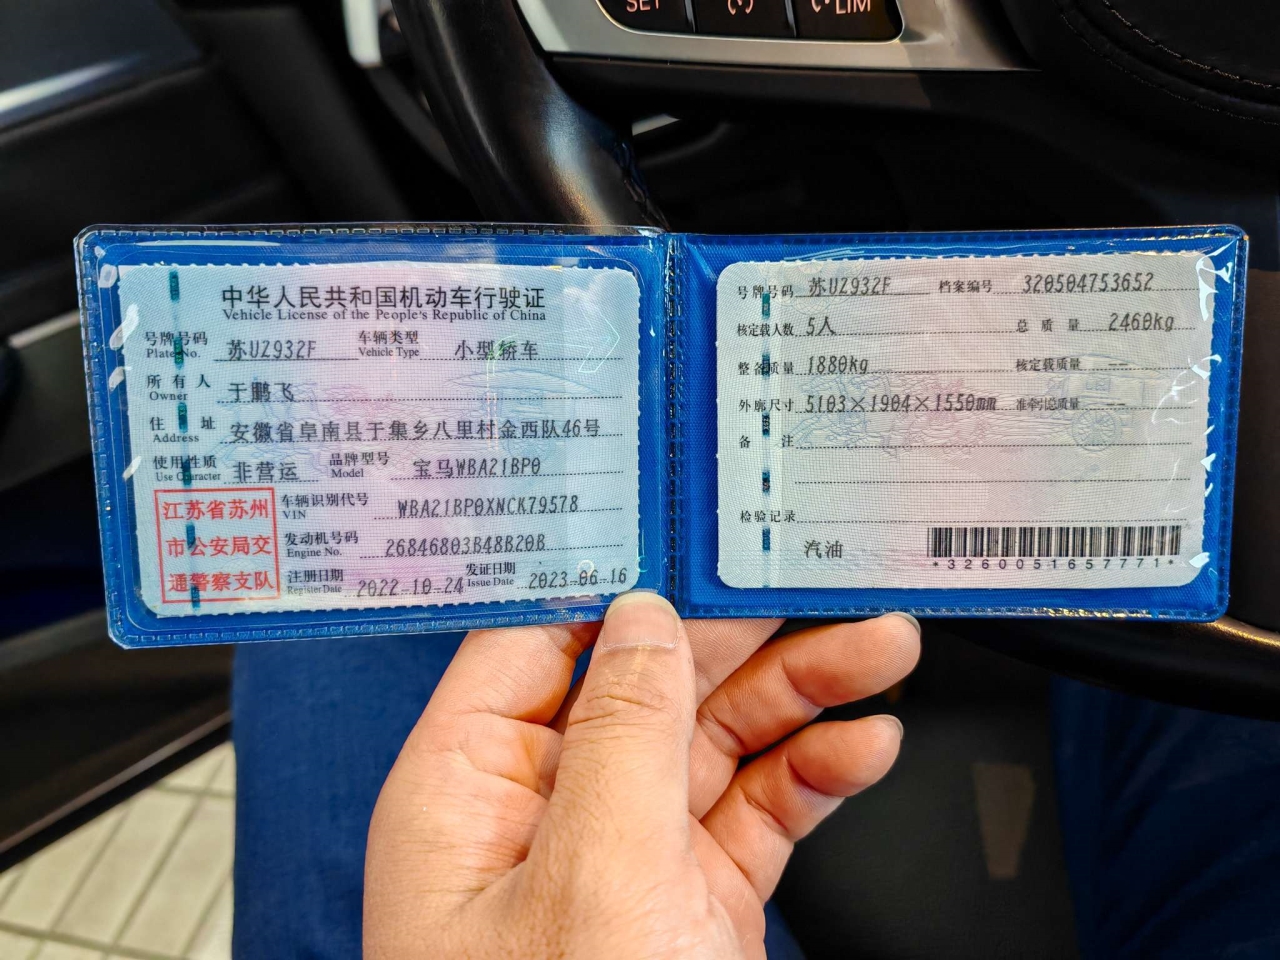 SET
LIM
中华人民共和国机动车行驶证
Vehicle License of the People's Republic of China
号牌号码 Plate No. 苏UZ932F 车辆类型 Vehicle Type 小型轿车
所有人 Owner 于鹏飞
住址 Address 安徽省阜南县于集乡八里村金西队46号
使用性质 Use Character 非营运 品牌型号 Model 宝马WBA21BP0
江苏省苏州
市公安局交
通警察支队
车辆识别代号 VIN WBA21BP0XNCK79578
发动机号码 Engine No. 26846803B48B20B
注册日期 Register Date 2022-10-24 发证日期 Issue Date 2023-06-16
号牌号码 苏UZ932F 档案编号 320504753652
核定载人数 5人 总质量 2460kg
整备质量 1880kg 核定载质量 --
外廓尺寸 5103×1904×1550mm 准牵引总质量 --
备注
检验记录
汽油
*3260051657771*